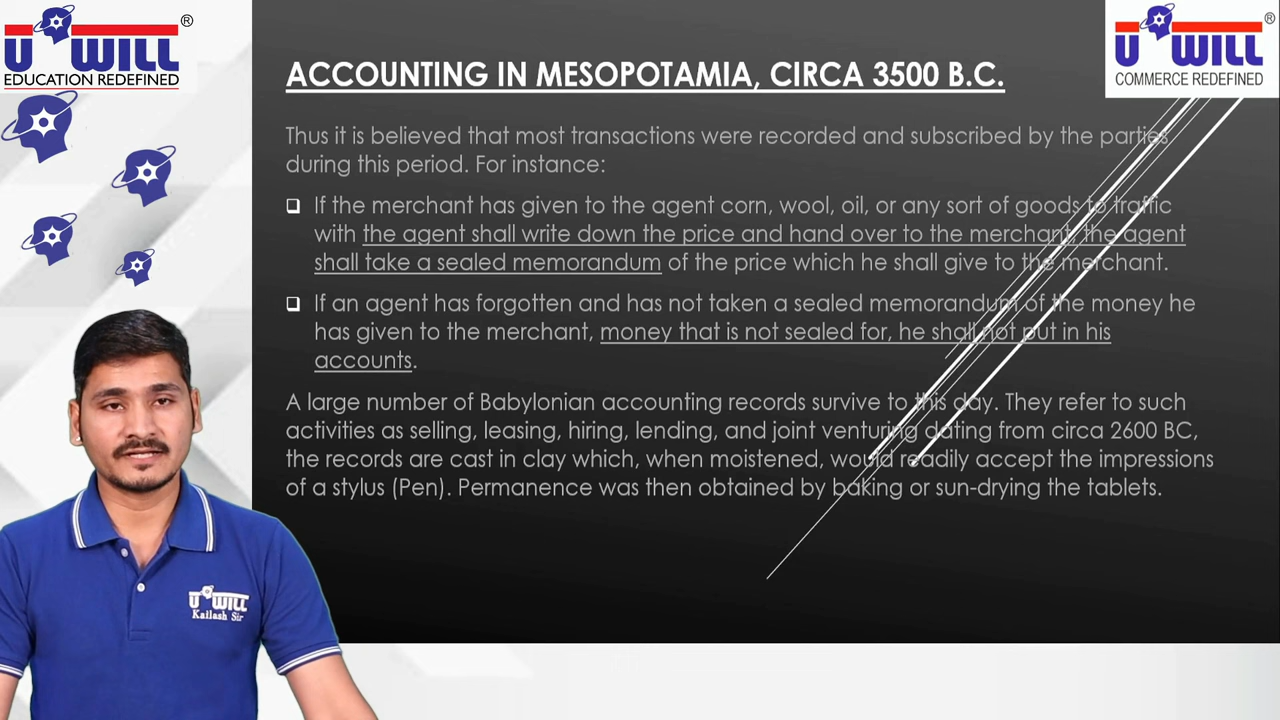 U WILL ®
EDUCATION REDEFINED
U WILL ®
COMMERCE REDEFINED
ACCOUNTING IN MESOPOTAMIA, CIRCA 3500 B.C.
Thus it is believed that most transactions were recorded and subscribed by the parties
during this period. For instance:
If the merchant has given to the agent corn, wool, oil, or any sort of goods to traffic
with the agent shall write down the price and hand over to the merchant, the agent
shall take a sealed memorandum of the price which he shall give to the merchant.
If an agent has forgotten and has not taken a sealed memorandum of the money he
has given to the merchant, money that is not sealed for, he shall not put in his
accounts.
A large number of Babylonian accounting records survive to this day. They refer to such
activities as selling, leasing, hiring, lending, and joint venturing dating from circa 2600 BC,
the records are cast in clay which, when moistened, would readily accept the impressions
of a stylus (Pen). Permanence was then obtained by baking or sun-drying the tablets.
U WILL
Kailash Sir